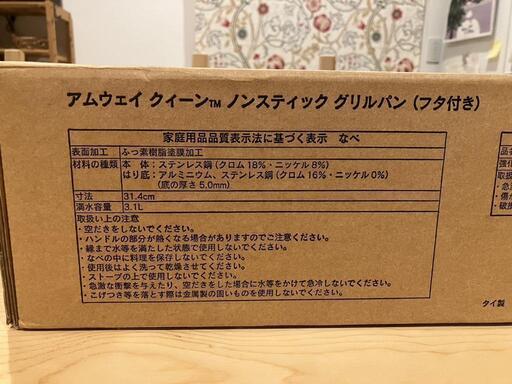 アムウェイ クィーン™ ノンスティック グリルパン（フタ付き）
家庭用品品質表示法に基づく表示 なべ
表面加工 ふっ素樹脂塗膜加工
材料の種類 本 体：ステンレス鋼（クロム18%・ニッケル8%）
はり底：アルミニウム、ステンレス鋼（クロム16%・ニッケル0%）
（底の厚さ5.0mm）
寸法 31.4cm
満水容量 3.1L
取扱い上の注意
・空だきをしないでください。
・ハンドルの部分が熱くなる場合がありますのでご注意ください。
・縁まで水等を満たした状態で使用しないでください。
・なべの中に料理を保存しないでください。
・使用後はよく洗って乾燥させてください。
・ストーブの上で使用しないでください。
・急激な衝撃を与えたり、空だきをした場合に水等をかけて急冷しないでください。
・こげつき等を落とす際は金属製の固いものを使用しないでください。
品
強化
取扱
・急
・傷
・破損
タイ製